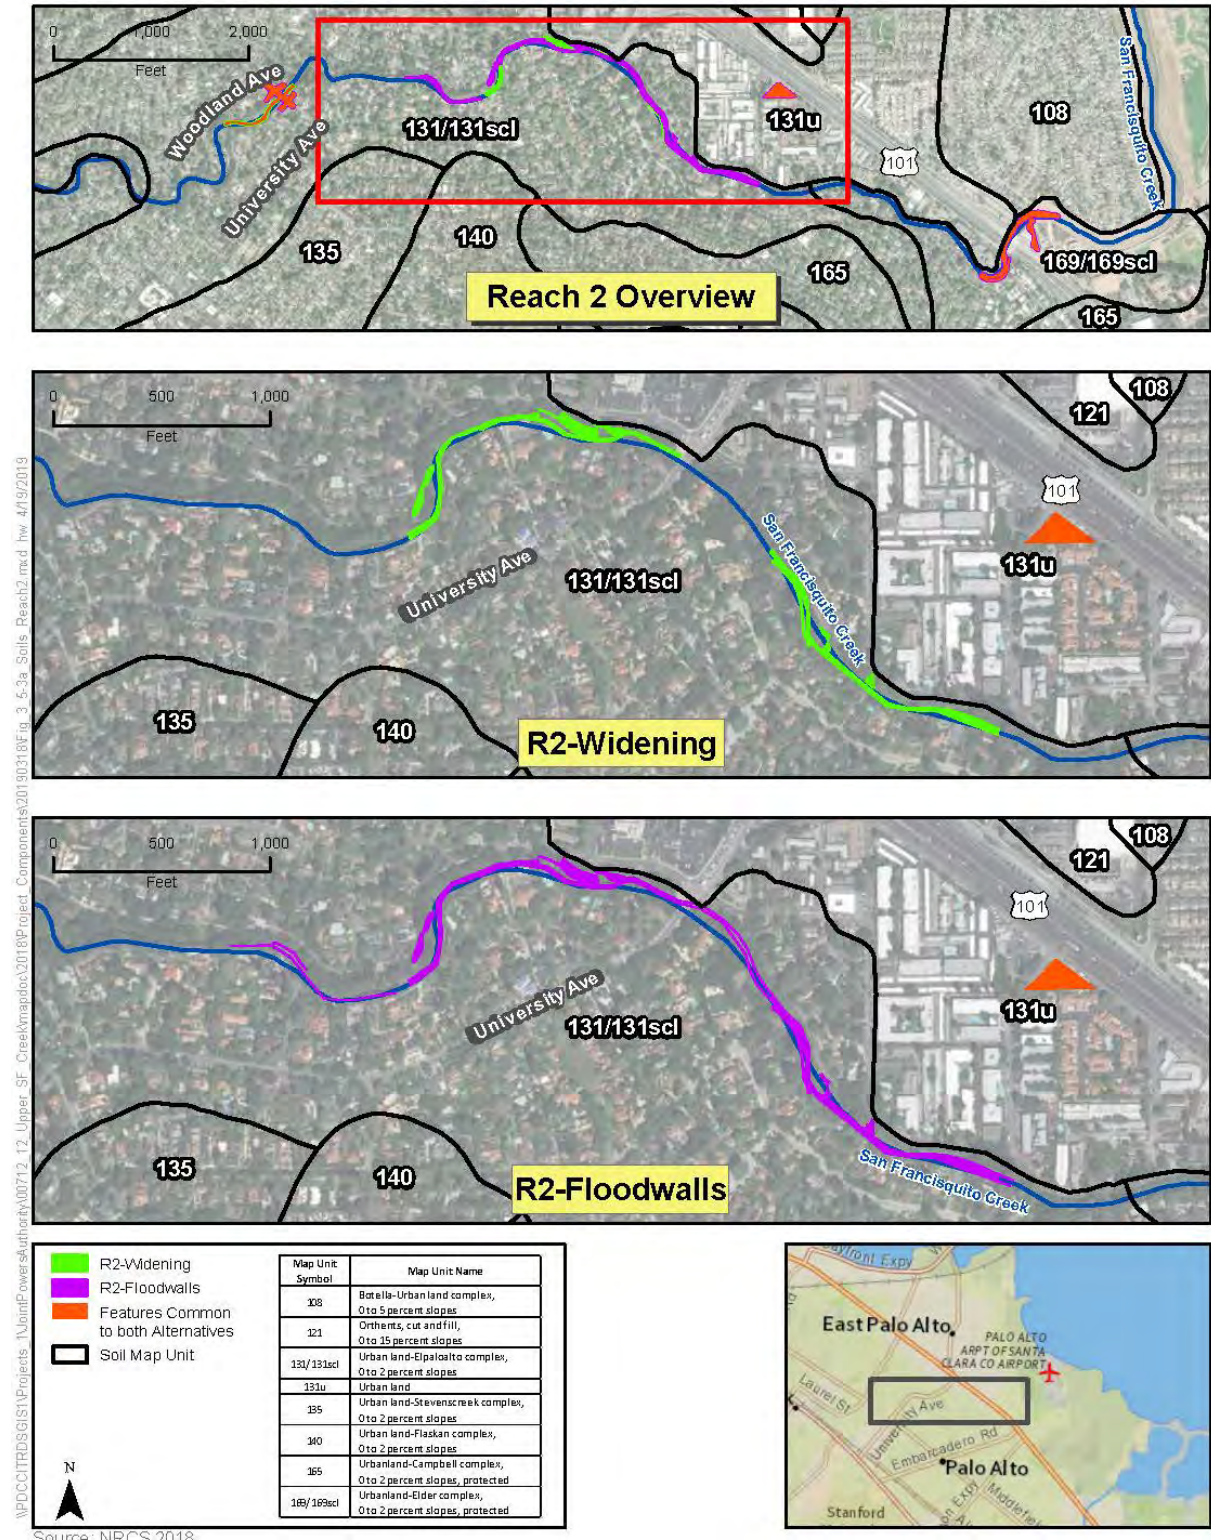 0 1,000 2,000
Feet
Woodland Ave
University Ave
131/131scl
131u
101
108
San Francisquito Creek
135
140
165
169/169scl
165
Reach 2 Overview
0 500 1,000
Feet
108
121
101
131u
San Francisquito Creek
University Ave
131/131scl
135
140
R2-Widening
0 500 1,000
Feet
108
121
101
131u
University Ave
131/131scl
San Francisquito Creek
135
140
R2-Floodwalls
R2-Widening
R2-Floodwalls
Features Common
to both Alternatives
Soil Map Unit
N
Map Unit Symbol Map Unit Name
108 Botella-Urban land complex,
0 to 5 percent slopes
121 Orthents, cut and fill,
0 to 15 percent slopes
131/131scl Urban land-Elpaloalto complex,
0 to 2 percent slopes
131u Urban land
135 Urban land-Stevenscreek complex,
0 to 2 percent slopes
140 Urban land-Flaskan complex,
0 to 2 percent slopes
165 Urbanland-Campbell complex,
0 to 2 percent slopes, protected
169/169scl Urbanland-Elder complex,
0 to 2 percent slopes, protected
Bayfront Expy
East Palo Alto
PALO ALTO
ARPT OF SANTA
CLARA CO AIRPORT
Laurel St
University Ave
Embarcadero Rd
Palo Alto
Middlefiel
Stanford
Source: NRCS 2018